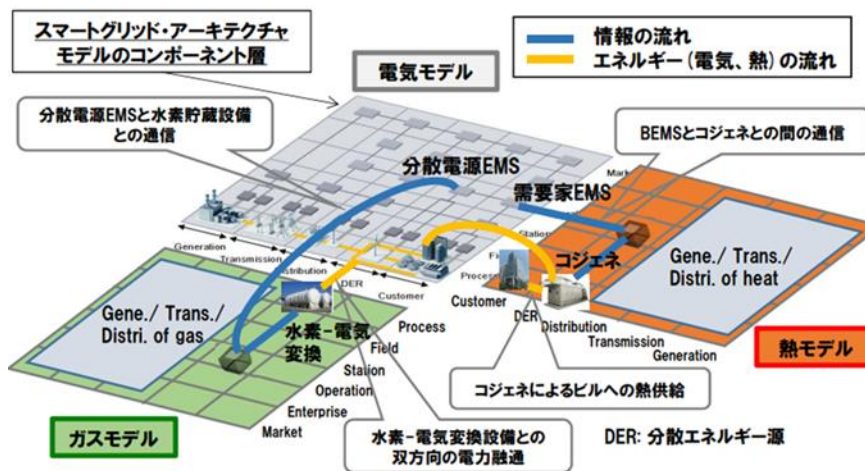 スマートグリッド・アーキテクチャ
モデルのコンポーネント層
電気モデル
情報の流れ
エネルギー(電気、熱)の流れ
分散電源EMSと水素貯蔵設備
との通信
BEMSとコジェネとの間の通信
分散電源EMS
需要家EMS
コジェネ
Generation
Transmission
Distribution
DER
Customer
Process
Field
Station
Operation
Enterprise
Market
Gene./ Trans./
Distri. of gas
水素-電気
変換
Customer
DER
Distribution
Transmission
Generation
Process
Gene./ Trans./
Distri. of heat
熱モデル
コジェネによるビルへの熱供給
ガスモデル
水素-電気変換設備との
双方向の電力融通
DER: 分散エネルギー源